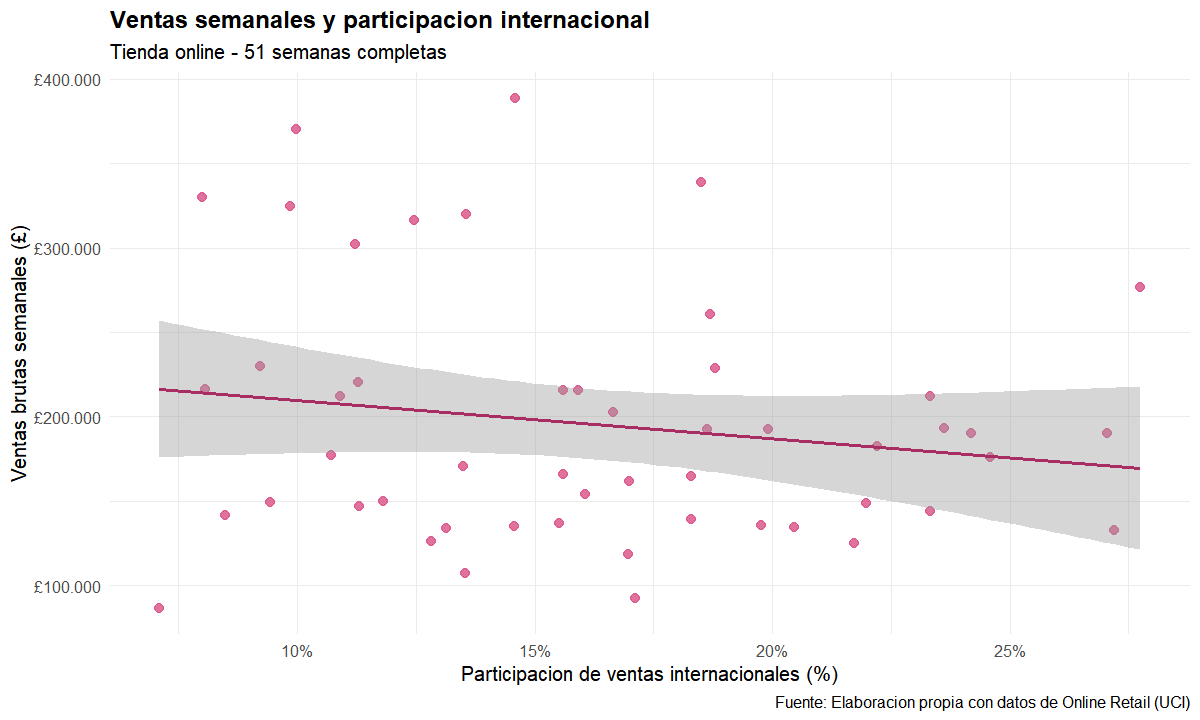 Ventas semanales y participacion internacional
Tienda online - 51 semanas completas
Ventas brutas semanales (£)
£400.000
£300.000
£200.000
£100.000
10%
15%
20%
25%
Participacion de ventas internacionales (%)
Fuente: Elaboracion propia con datos de Online Retail (UCI)